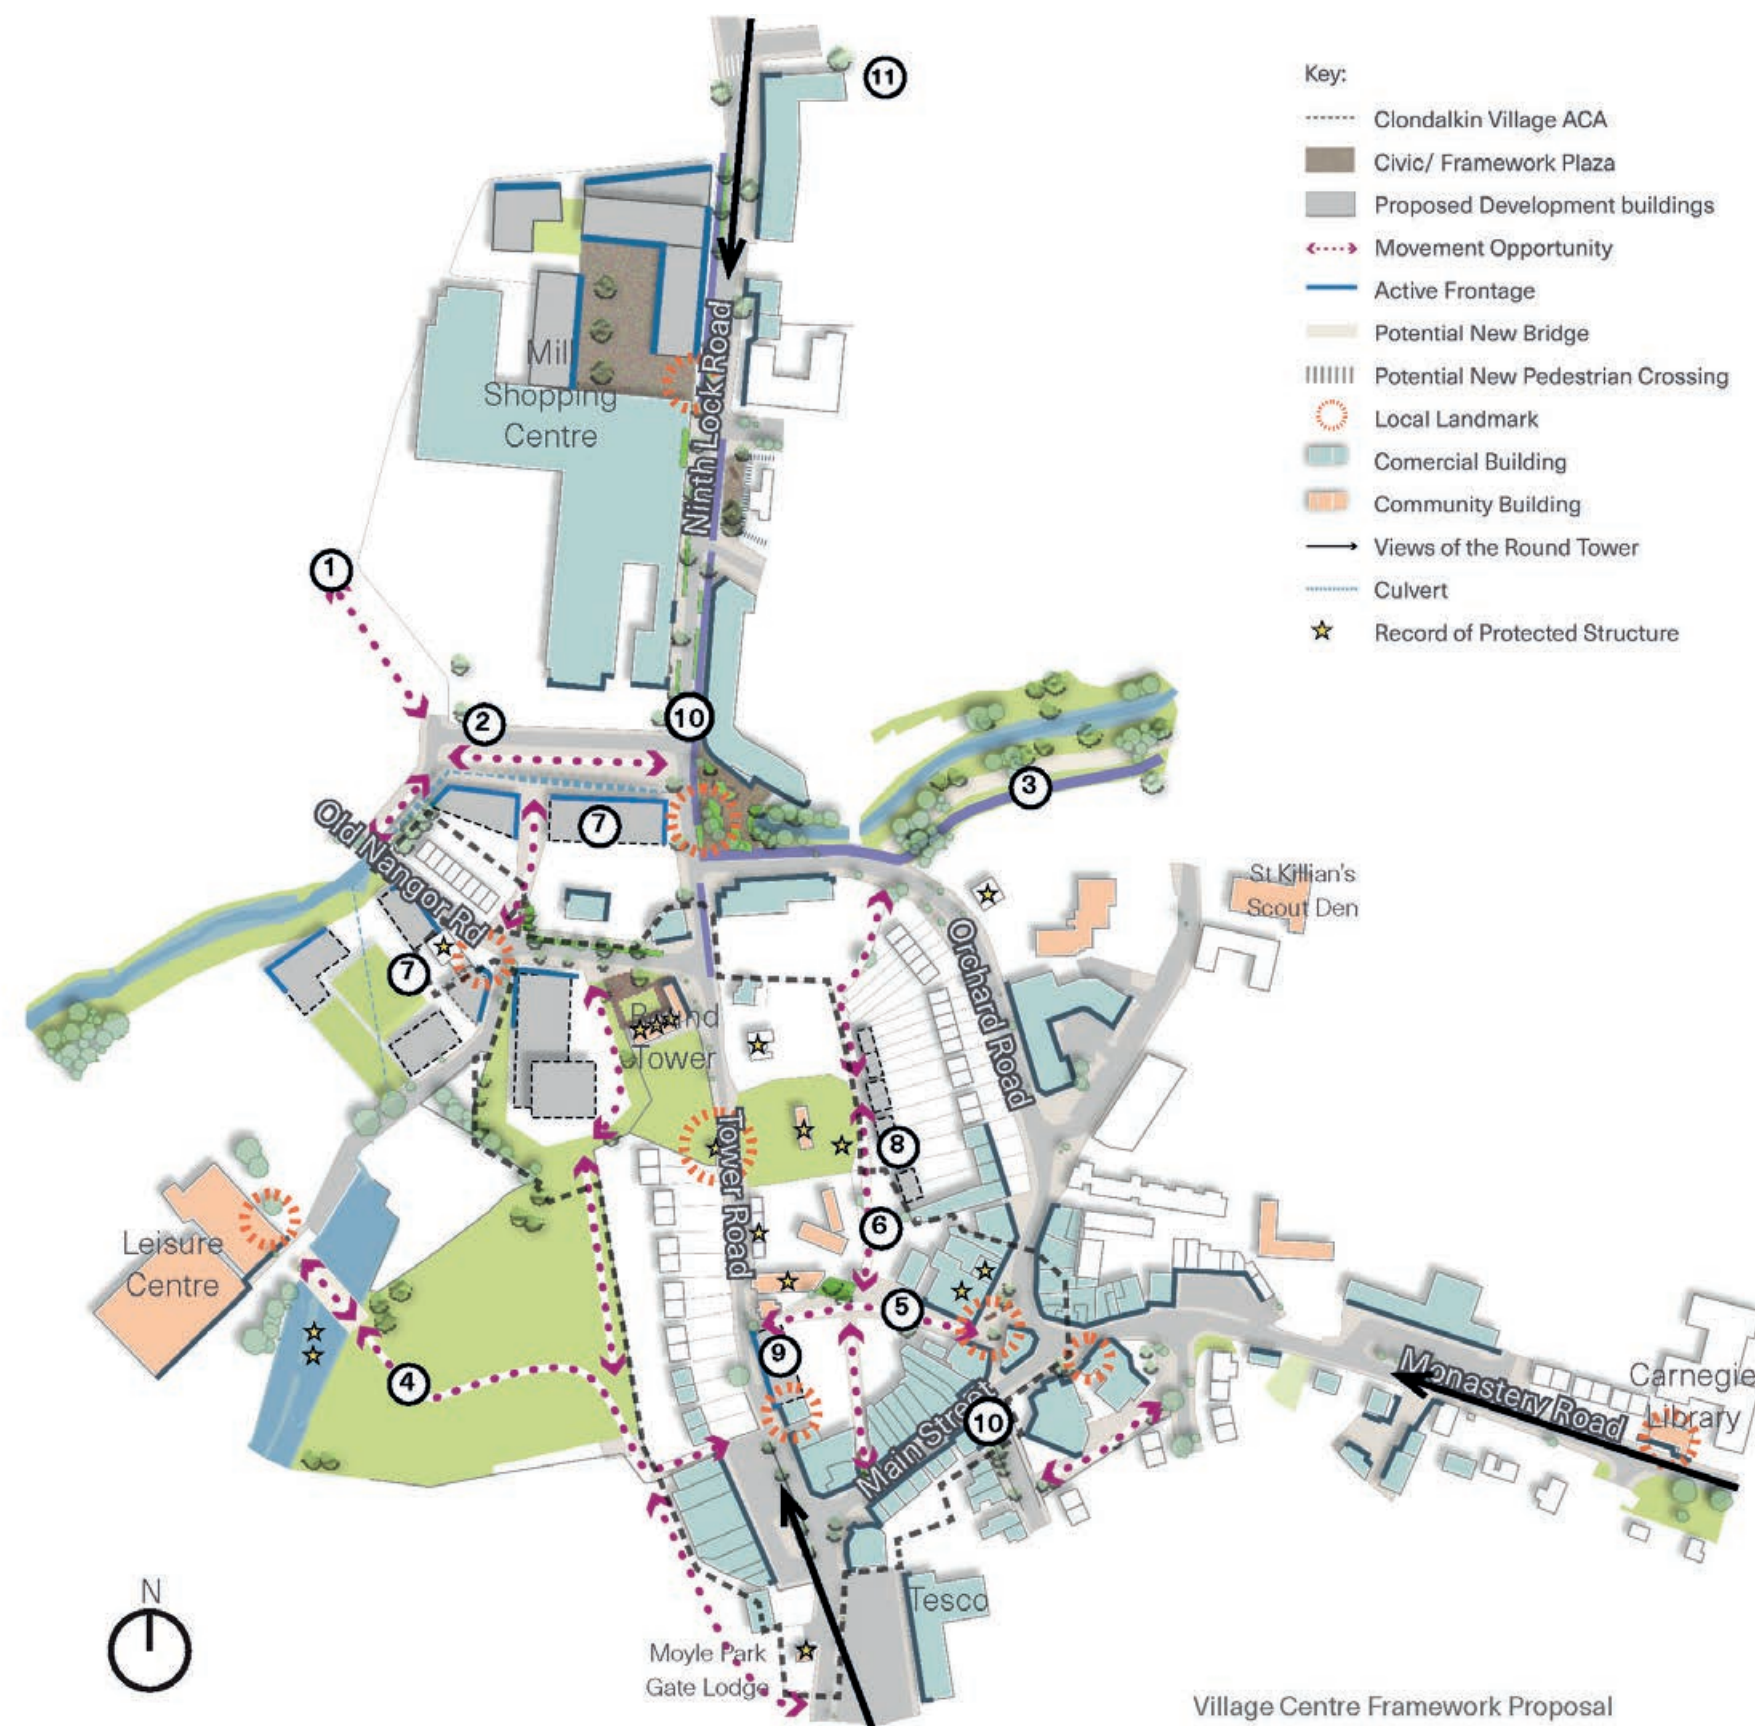 11
Key:
Clondalkin Village ACA
Civic/ Framework Plaza
Proposed Development buildings
Movement Opportunity
Active Frontage
Potential New Bridge
Potential New Pedestrian Crossing
Local Landmark
Comercial Building
Community Building
Views of the Round Tower
Culvert
Record of Protected Structure
Mill
Shopping
Centre
Ninth Lock Road
1
2
10
3
7
Old Nangor Rd
7
St Killian's
Scout Den
Orchard Road
Round
Tower
Tower Road
8
6
Leisure
Centre
5
9
4
Main Street
10
Monastery Road
Carnegie
Library
Tesco
Moyle Park
Gate Lodge
N
Village Centre Framework Proposal